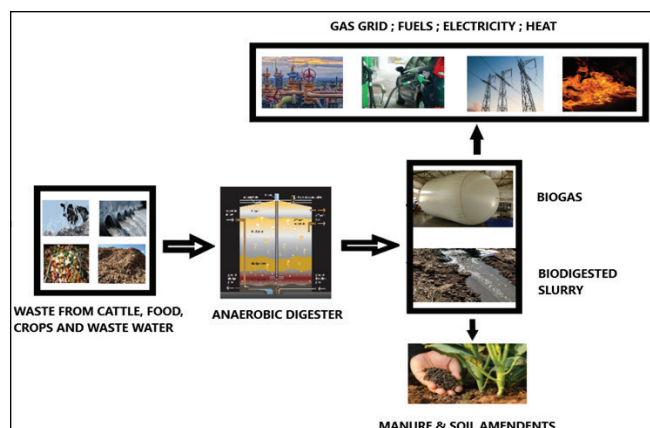 GAS GRID ; FUELS ; ELECTRICITY ; HEAT
BIOGAS
BIODIGESTED
SLURRY
WASTE FROM CATTLE, FOOD,
CROPS AND WASTE WATER
ANAEROBIC DIGESTER
MANURE & SOIL AMENDENTS